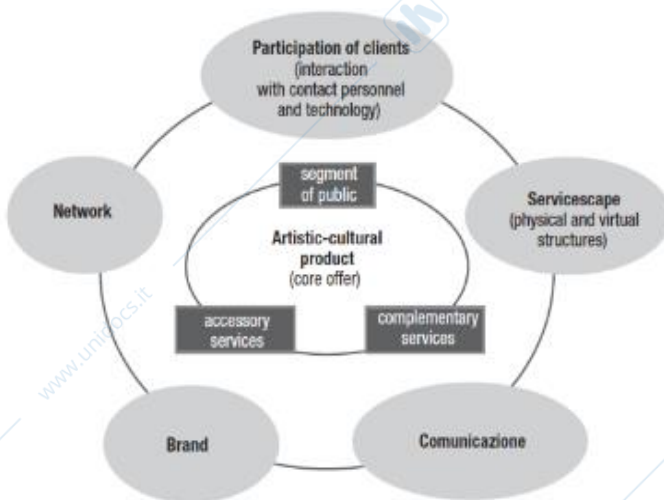 Participation of clients
(interaction
with contact personnel
and technology)
segment
of public
Network
Servicescape
(physical and virtual
structures)
Artistic-cultural
product
(core offer)
accessory
services
complementary
services
www.unidocs.it
Brand
Comunicazione